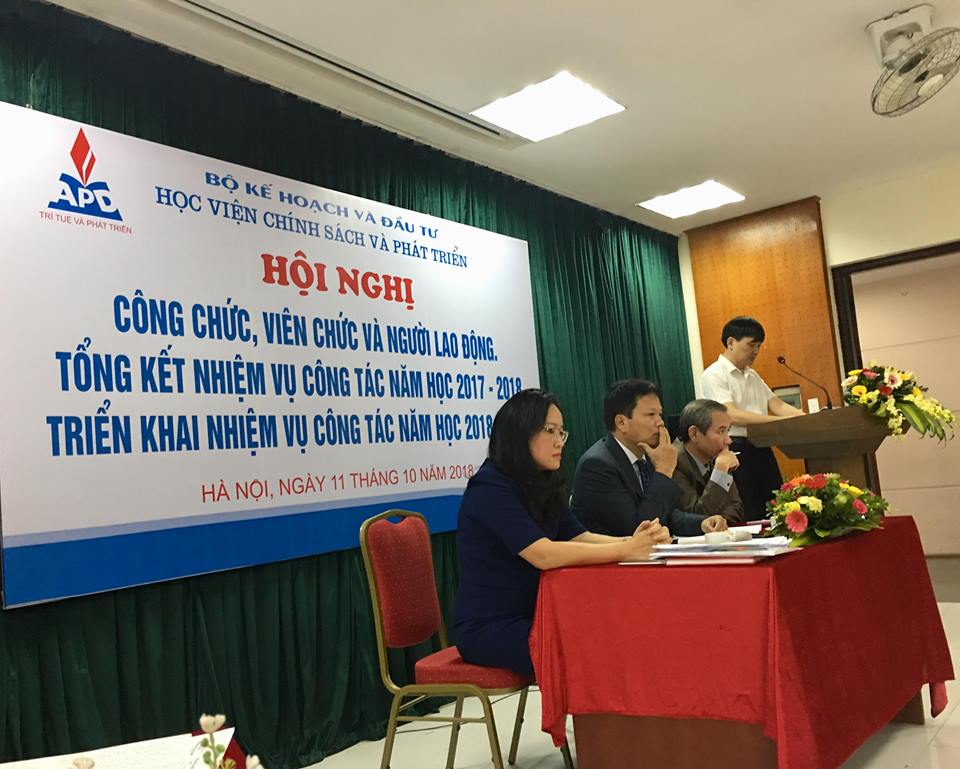 APD
TRÍ TUỆ VÀ PHÁT TRIỂN
BỘ KẾ HOẠCH VÀ ĐẦU TƯ
HỌC VIỆN CHÍNH SÁCH VÀ PHÁT TRIỂN
HỘI NGHỊ
CÔNG CHỨC, VIÊN CHỨC VÀ NGƯỜI LAO ĐỘNG.
TỔNG KẾT NHIỆM VỤ CÔNG TÁC NĂM HỌC 2017 - 2018
TRIỂN KHAI NHIỆM VỤ CÔNG TÁC NĂM HỌC 2018
HÀ NỘI, NGÀY 11 THÁNG 10 NĂM 2018